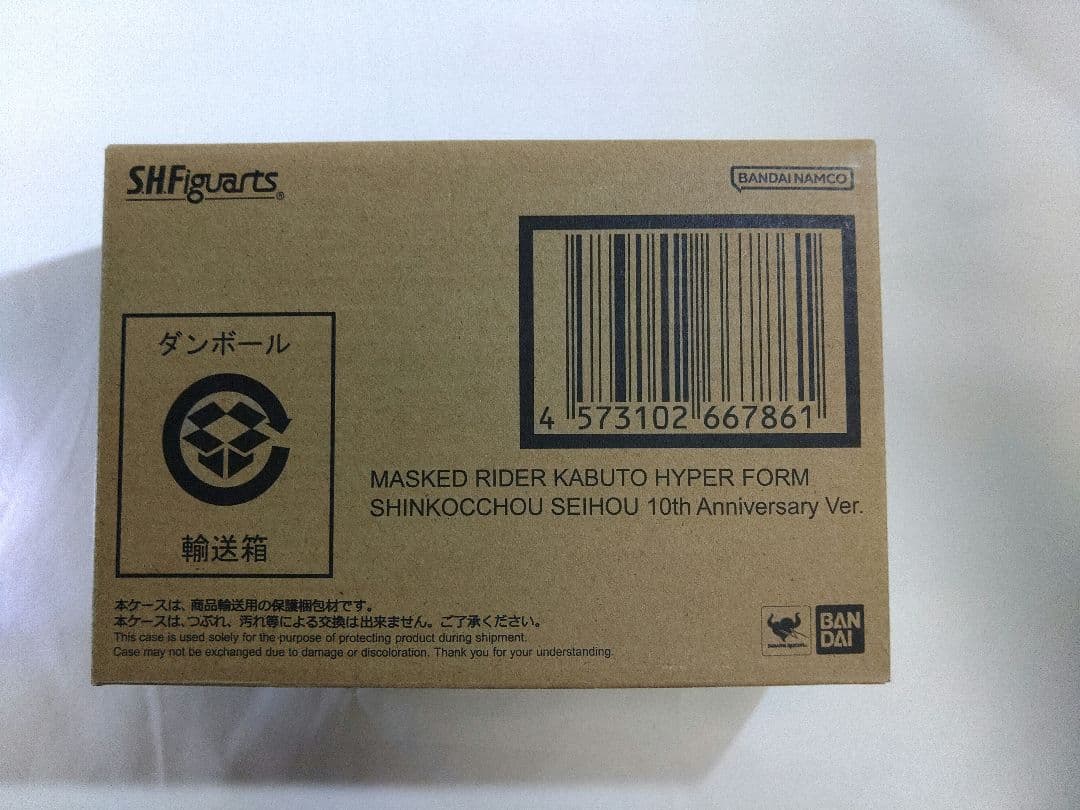 S.H.Figuarts®
BANDAI NAMCO
4 573102 667861
ダンボール
輸送箱
MASKED RIDER KABUTO HYPER FORM
SHINKOCCHOU SEIHOU 10th Anniversary Ver.
本ケースは、商品輸送用の保護梱包材です。
本ケースは、つぶれ、汚れ等による交換は出来ません。ご了承ください。
This case is used solely for the purpose of protecting product during shipment.
Case may not be exchanged due to damage or discoloration. Thank you for your understanding.
BAN
DAI